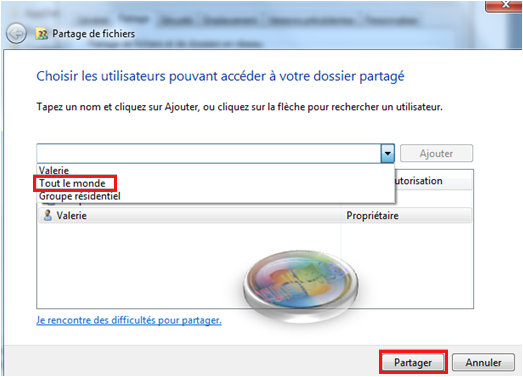 Partage de fichiers
Choisir les utilisateurs pouvant accéder à votre dossier partagé
Tapez un nom et cliquez sur Ajouter, ou cliquez sur la flèche pour rechercher un utilisateur.
Ajouter
Valerie
Tout le monde
Groupe résidentiel
utorisation
Valerie
Propriétaire
Je rencontre des difficultés pour partager.
Partager
Annuler